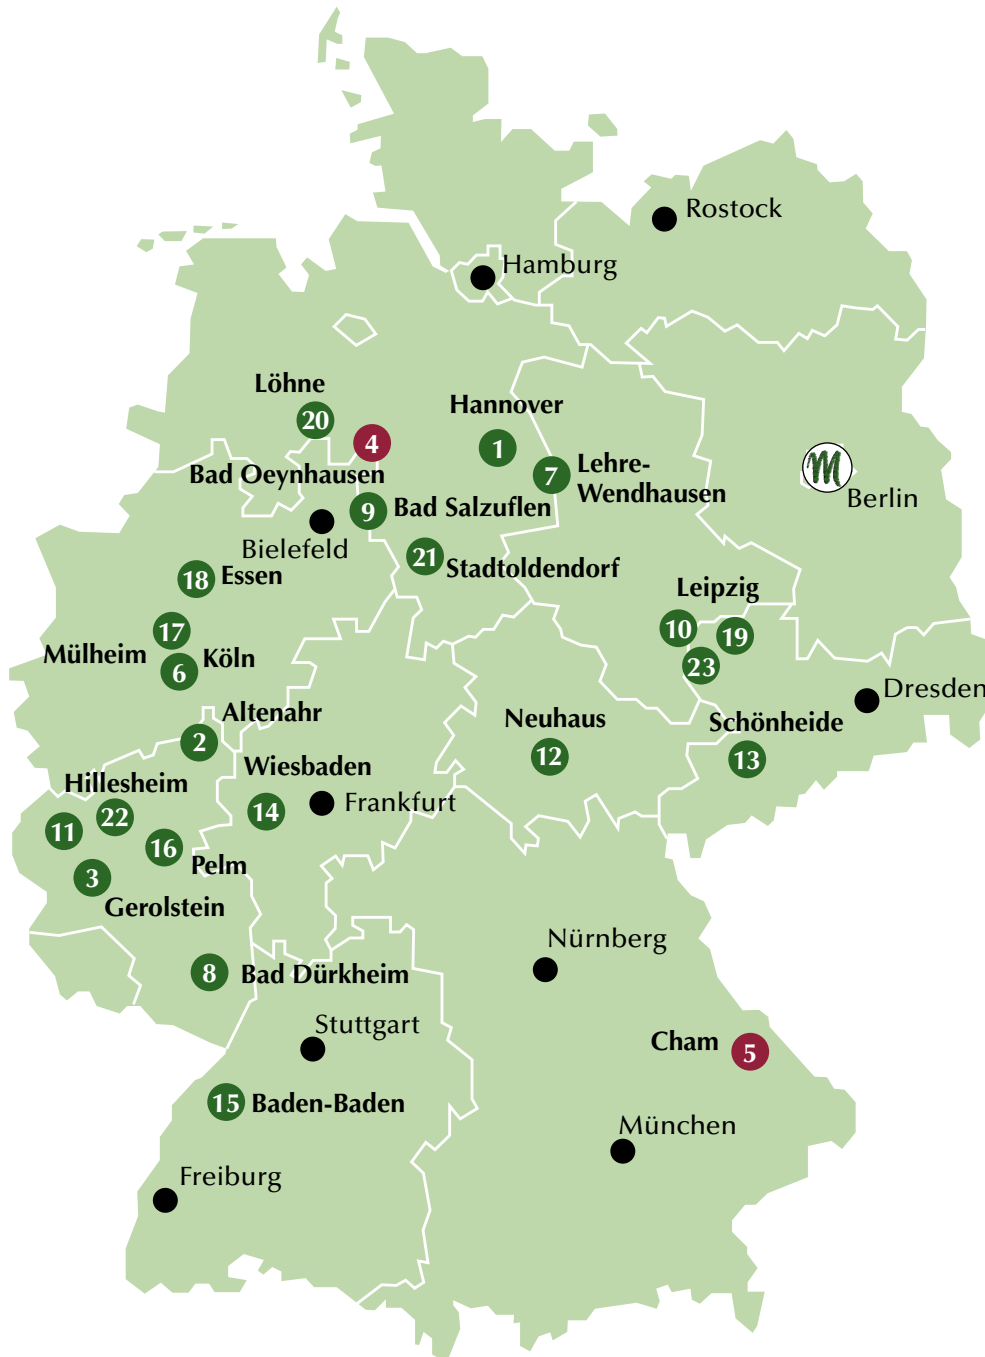 Rostock
Hamburg
Löhne
20
Hannover
4
1
Bad Oeynhausen
7
Lehre-
Wendhausen
M
Berlin
9
Bad Salzuflen
Bielefeld
21
Stadtoldendorf
18
Essen
Leipzig
10
19
17
Mülheim
6
Köln
23
Dresden
Altenahr
2
Neuhaus
12
Schönheide
13
Wiesbaden
14
Frankfurt
Hillesheim
22
11
16
Pelm
3
Gerolstein
Nürnberg
8
Bad Dürkheim
Stuttgart
Cham
5
15
Baden-Baden
München
Freiburg